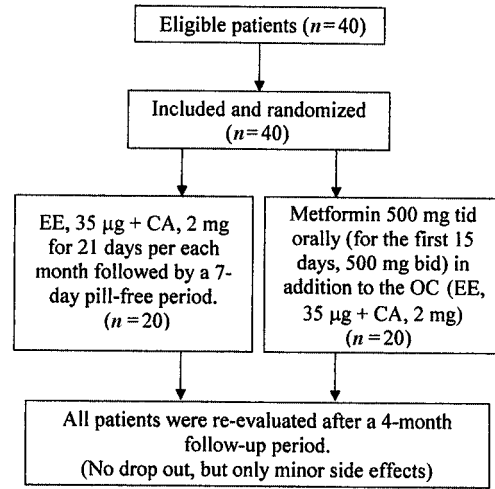 Eligible patients (n=40)
Included and randomized
(n=40)
EE, 35 µg + CA, 2 mg
for 21 days per each
month followed by a 7-
day pill-free period.
(n=20)
Metformin 500 mg tid
orally (for the first 15
days, 500 mg bid) in
addition to the OC (EE,
35 µg + CA, 2 mg)
(n=20)
All patients were re-evaluated after a 4-month
follow-up period.
(No drop out, but only minor side effects)